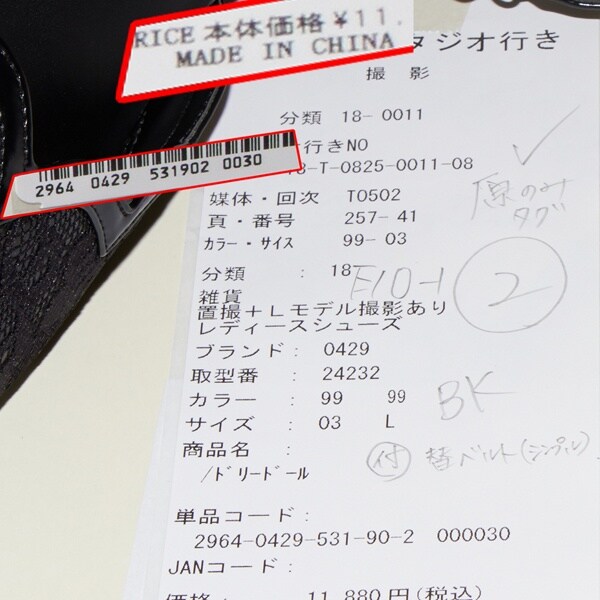 RICE 本体価格 ¥11.
MADE IN CHINA
タジオ行き
撮 影
分類 18-0011
行きNO
8-T-0825-0011-08
媒体・回次 T0502
頁・番号 257-41
カラー・サイズ 99-03
分類 : 18
雑貨
置撮+Lモデル撮影あり
レディースシューズ
ブランド: 0429
取型番 : 24232
カラー : 99 99
サイズ : 03 L
商品名 :
/ドリードール
単品コード:
2964-0429-531-90-2 000030
JANコード:
価格: 11,880円(税込)
2964 0429 531902 0030
原のみ
タグ
E10-1
2
BK
付 替ベルト(シンプル)